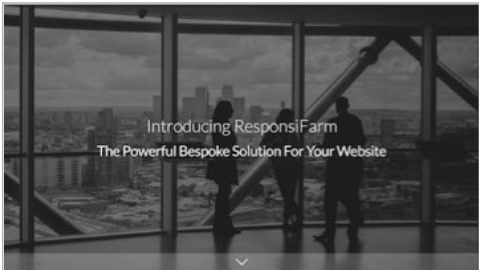 Introducing ResponsiFarm
The Powerful Bespoke Solution For Your Website